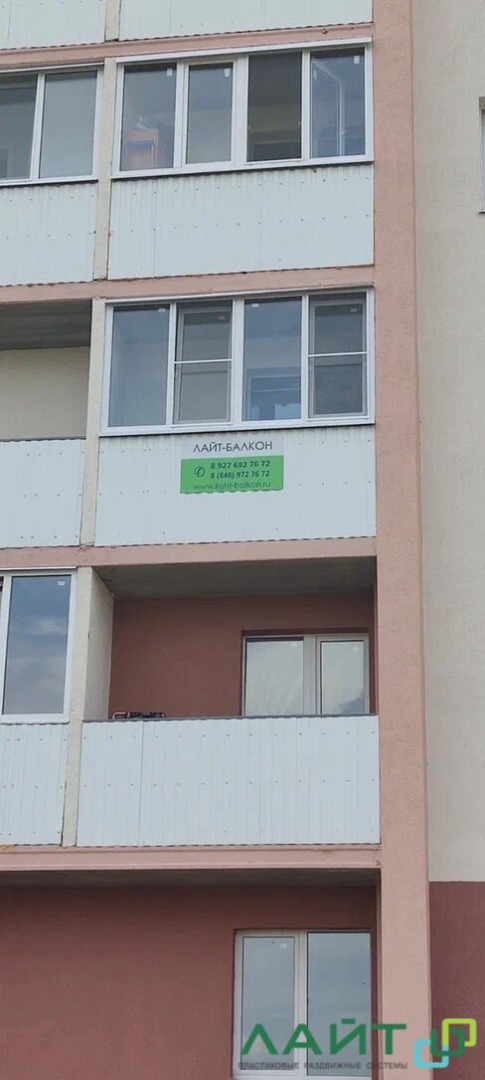 ЛАЙТ-БАЛКОН
8 927 692 76 72
8 (846) 972 76 72
www.light-balkon.ru
ЛАЙТ
ПЛАСТИКОВЫЕ РАЗДВИЖНЫЕ СИСТЕМЫ